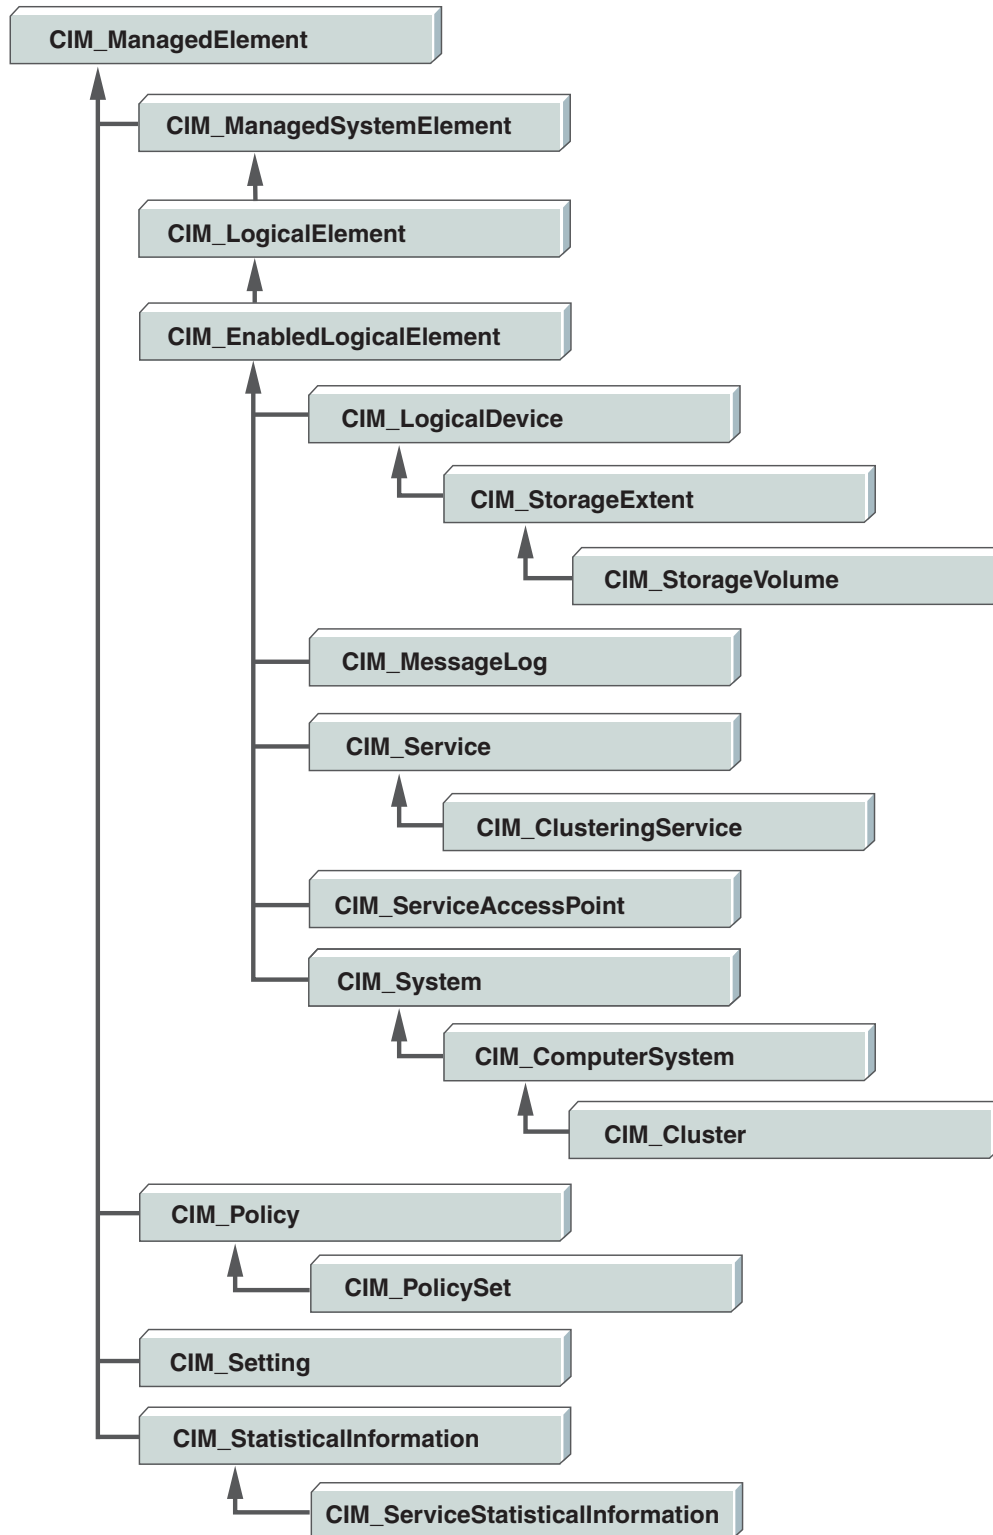 CIM_ManagedElement
CIM_ManagedSystemElement
CIM_LogicalElement
CIM_EnabledLogicalElement
CIM_LogicalDevice
CIM_StorageExtent
CIM_StorageVolume
CIM_MessageLog
CIM_Service
CIM_ClusteringService
CIM_ServiceAccessPoint
CIM_System
CIM_ComputerSystem
CIM_Cluster
CIM_Policy
CIM_PolicySet
CIM_Setting
CIM_StatisticalInformation
CIM_ServiceStatisticalInformation